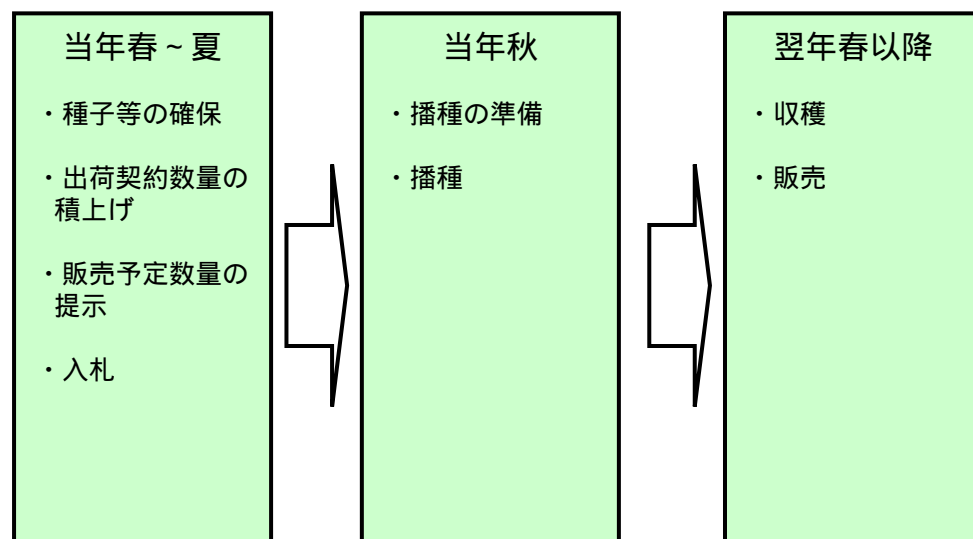 当年春~夏
・種子等の確保
・出荷契約数量の
積上げ
・販売予定数量の
提示
・入札
当年秋
・播種の準備
・播種
翌年春以降
・収穫
・販売